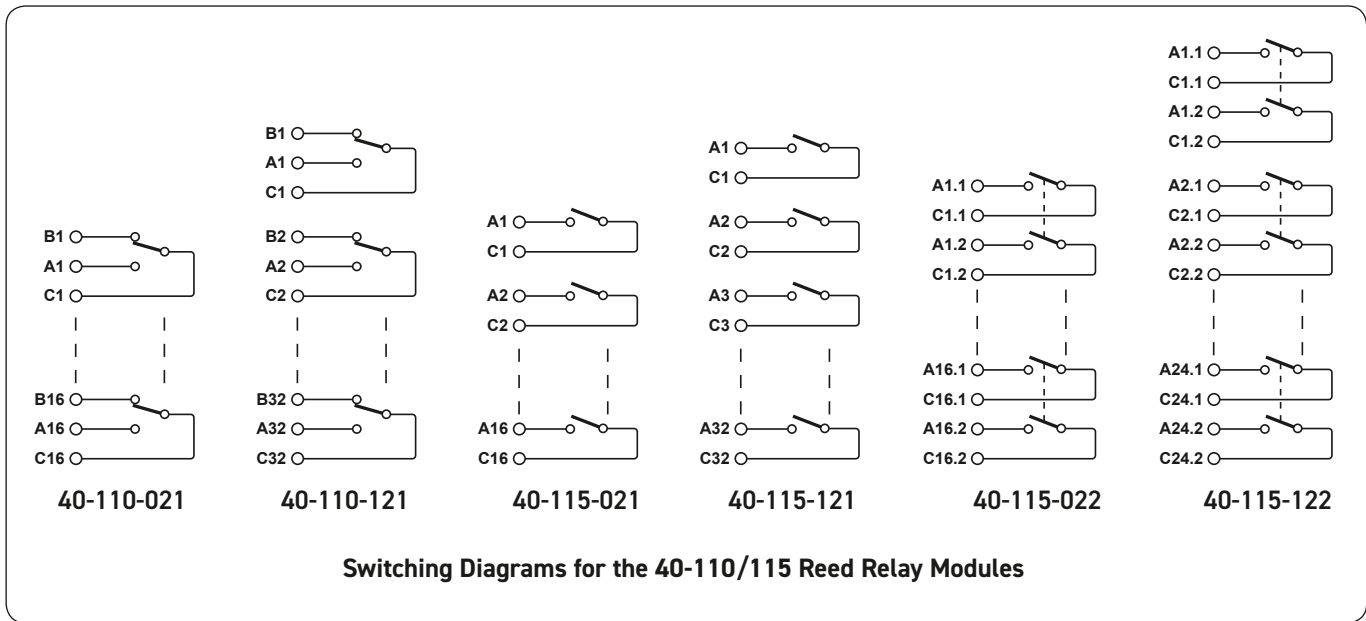 B1
A1
C1
B16
A16
C16
40-110-021
B1
A1
C1
B2
A2
C2
B32
A32
C32
40-110-121
A1
C1
A2
C2
A16
C16
40-115-021
A1
C1
A2
C2
A3
C3
A32
C32
40-115-121
A1.1
C1.1
A1.2
C1.2
A16.1
C16.1
A16.2
C16.2
40-115-022
A1.1
C1.1
A1.2
C1.2
A2.1
C2.1
A2.2
C2.2
A24.1
C24.1
A24.2
C24.2
40-115-122
Switching Diagrams for the 40-110/115 Reed Relay Modules